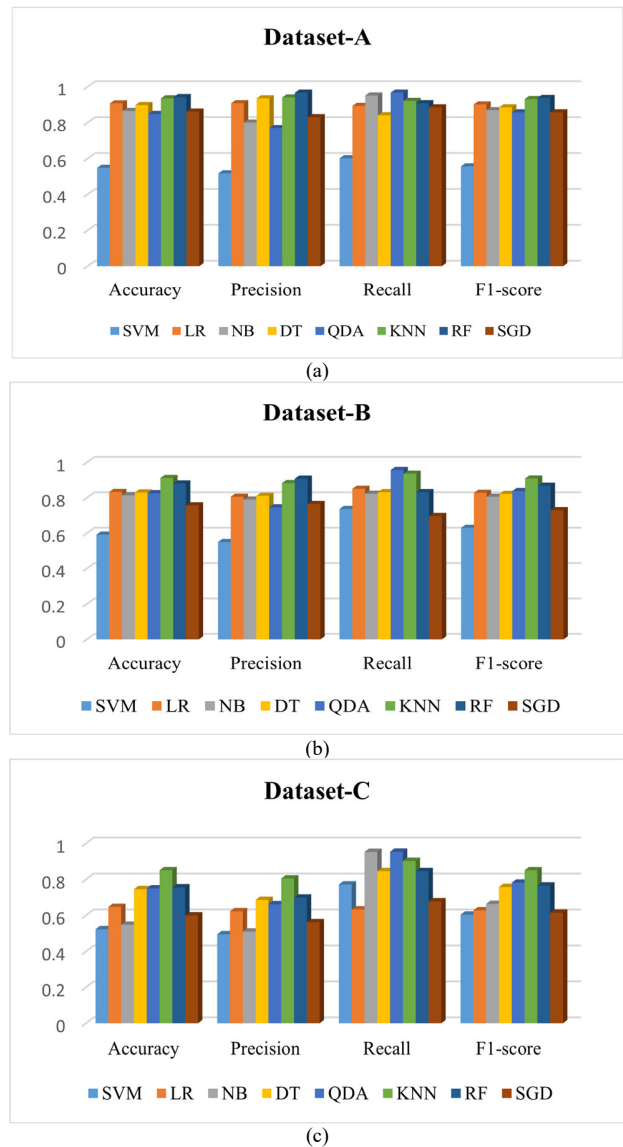 Dataset-A
1
0.8
0.6
0.4
0.2
0
Accuracy Precision Recall F1-score
SVM LR NB DT QDA KNN RF SGD
(a)
Dataset-B
1
0.8
0.6
0.4
0.2
0
Accuracy Precision Recall F1-score
SVM LR NB DT QDA KNN RF SGD
(b)
Dataset-C
1
0.8
0.6
0.4
0.2
0
Accuracy Precision Recall F1-score
SVM LR NB DT QDA KNN RF SGD
(c)